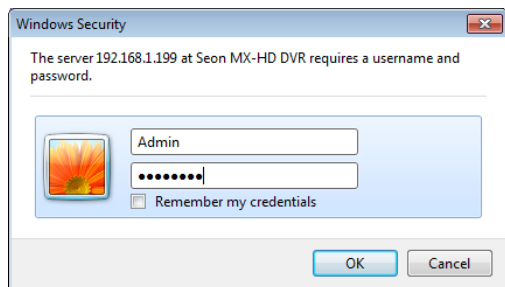 Windows Security
The server 192.168.1.199 at Seon MX-HD DVR requires a username and
password.
Admin
●●●●●●●●
Remember my credentials
OK Cancel